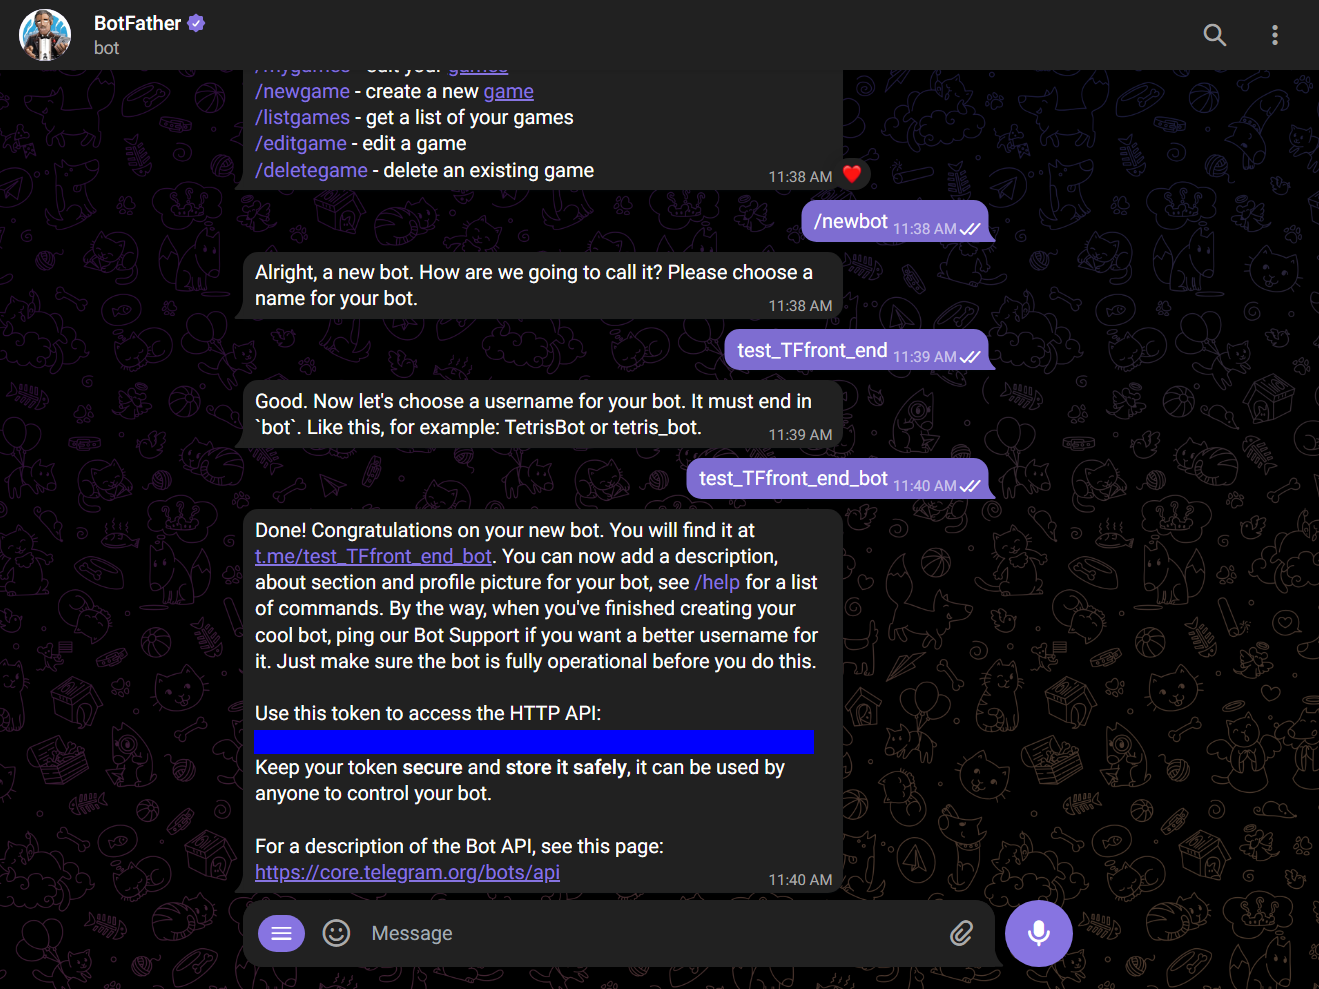 BotFather
bot
/mygames - edit your games
/newgame - create a new game
/listgames - get a list of your games
/editgame - edit a game
/deletegame - delete an existing game
11:38 AM
/newbot 11:38 AM
Alright, a new bot. How are we going to call it? Please choose a
name for your bot.
11:38 AM
test_TFfront_end 11:39 AM
Good. Now let's choose a username for your bot. It must end in
`bot`. Like this, for example: TetrisBot or tetris_bot.
11:39 AM
test_TFfront_end_bot 11:40 AM
Done! Congratulations on your new bot. You will find it at
t.me/test_TFfront_end_bot. You can now add a description,
about section and profile picture for your bot, see /help for a list
of commands. By the way, when you've finished creating your
cool bot, ping our Bot Support if you want a better username for
it. Just make sure the bot is fully operational before you do this.
Use this token to access the HTTP API:
Keep your token secure and store it safely, it can be used by
anyone to control your bot.
For a description of the Bot API, see this page:
https://core.telegram.org/bots/api
11:40 AM
Message